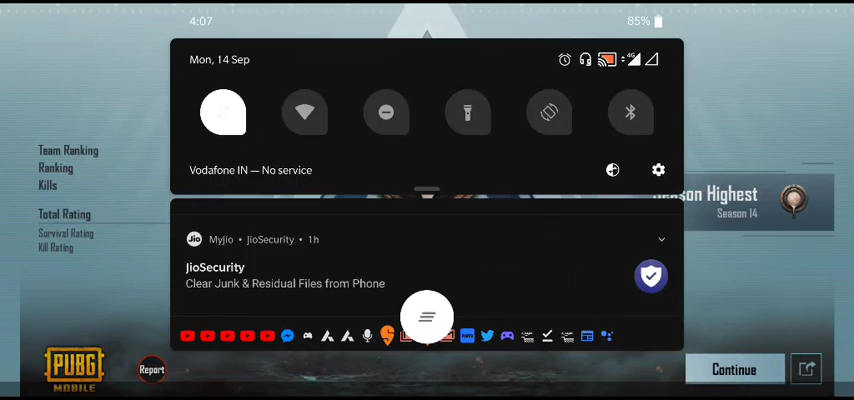 4:07
85%
Mon, 14 Sep
4G
Vodafone IN — No service
Team Ranking
Ranking
Kills
Total Rating
Survival Rating
Kill Rating
Season Highest
Season 14
Jio
MyJio • JioSecurity • 1h
JioSecurity
Clear Junk & Residual Files from Phone
PUBG
MOBILE
Report
Continue